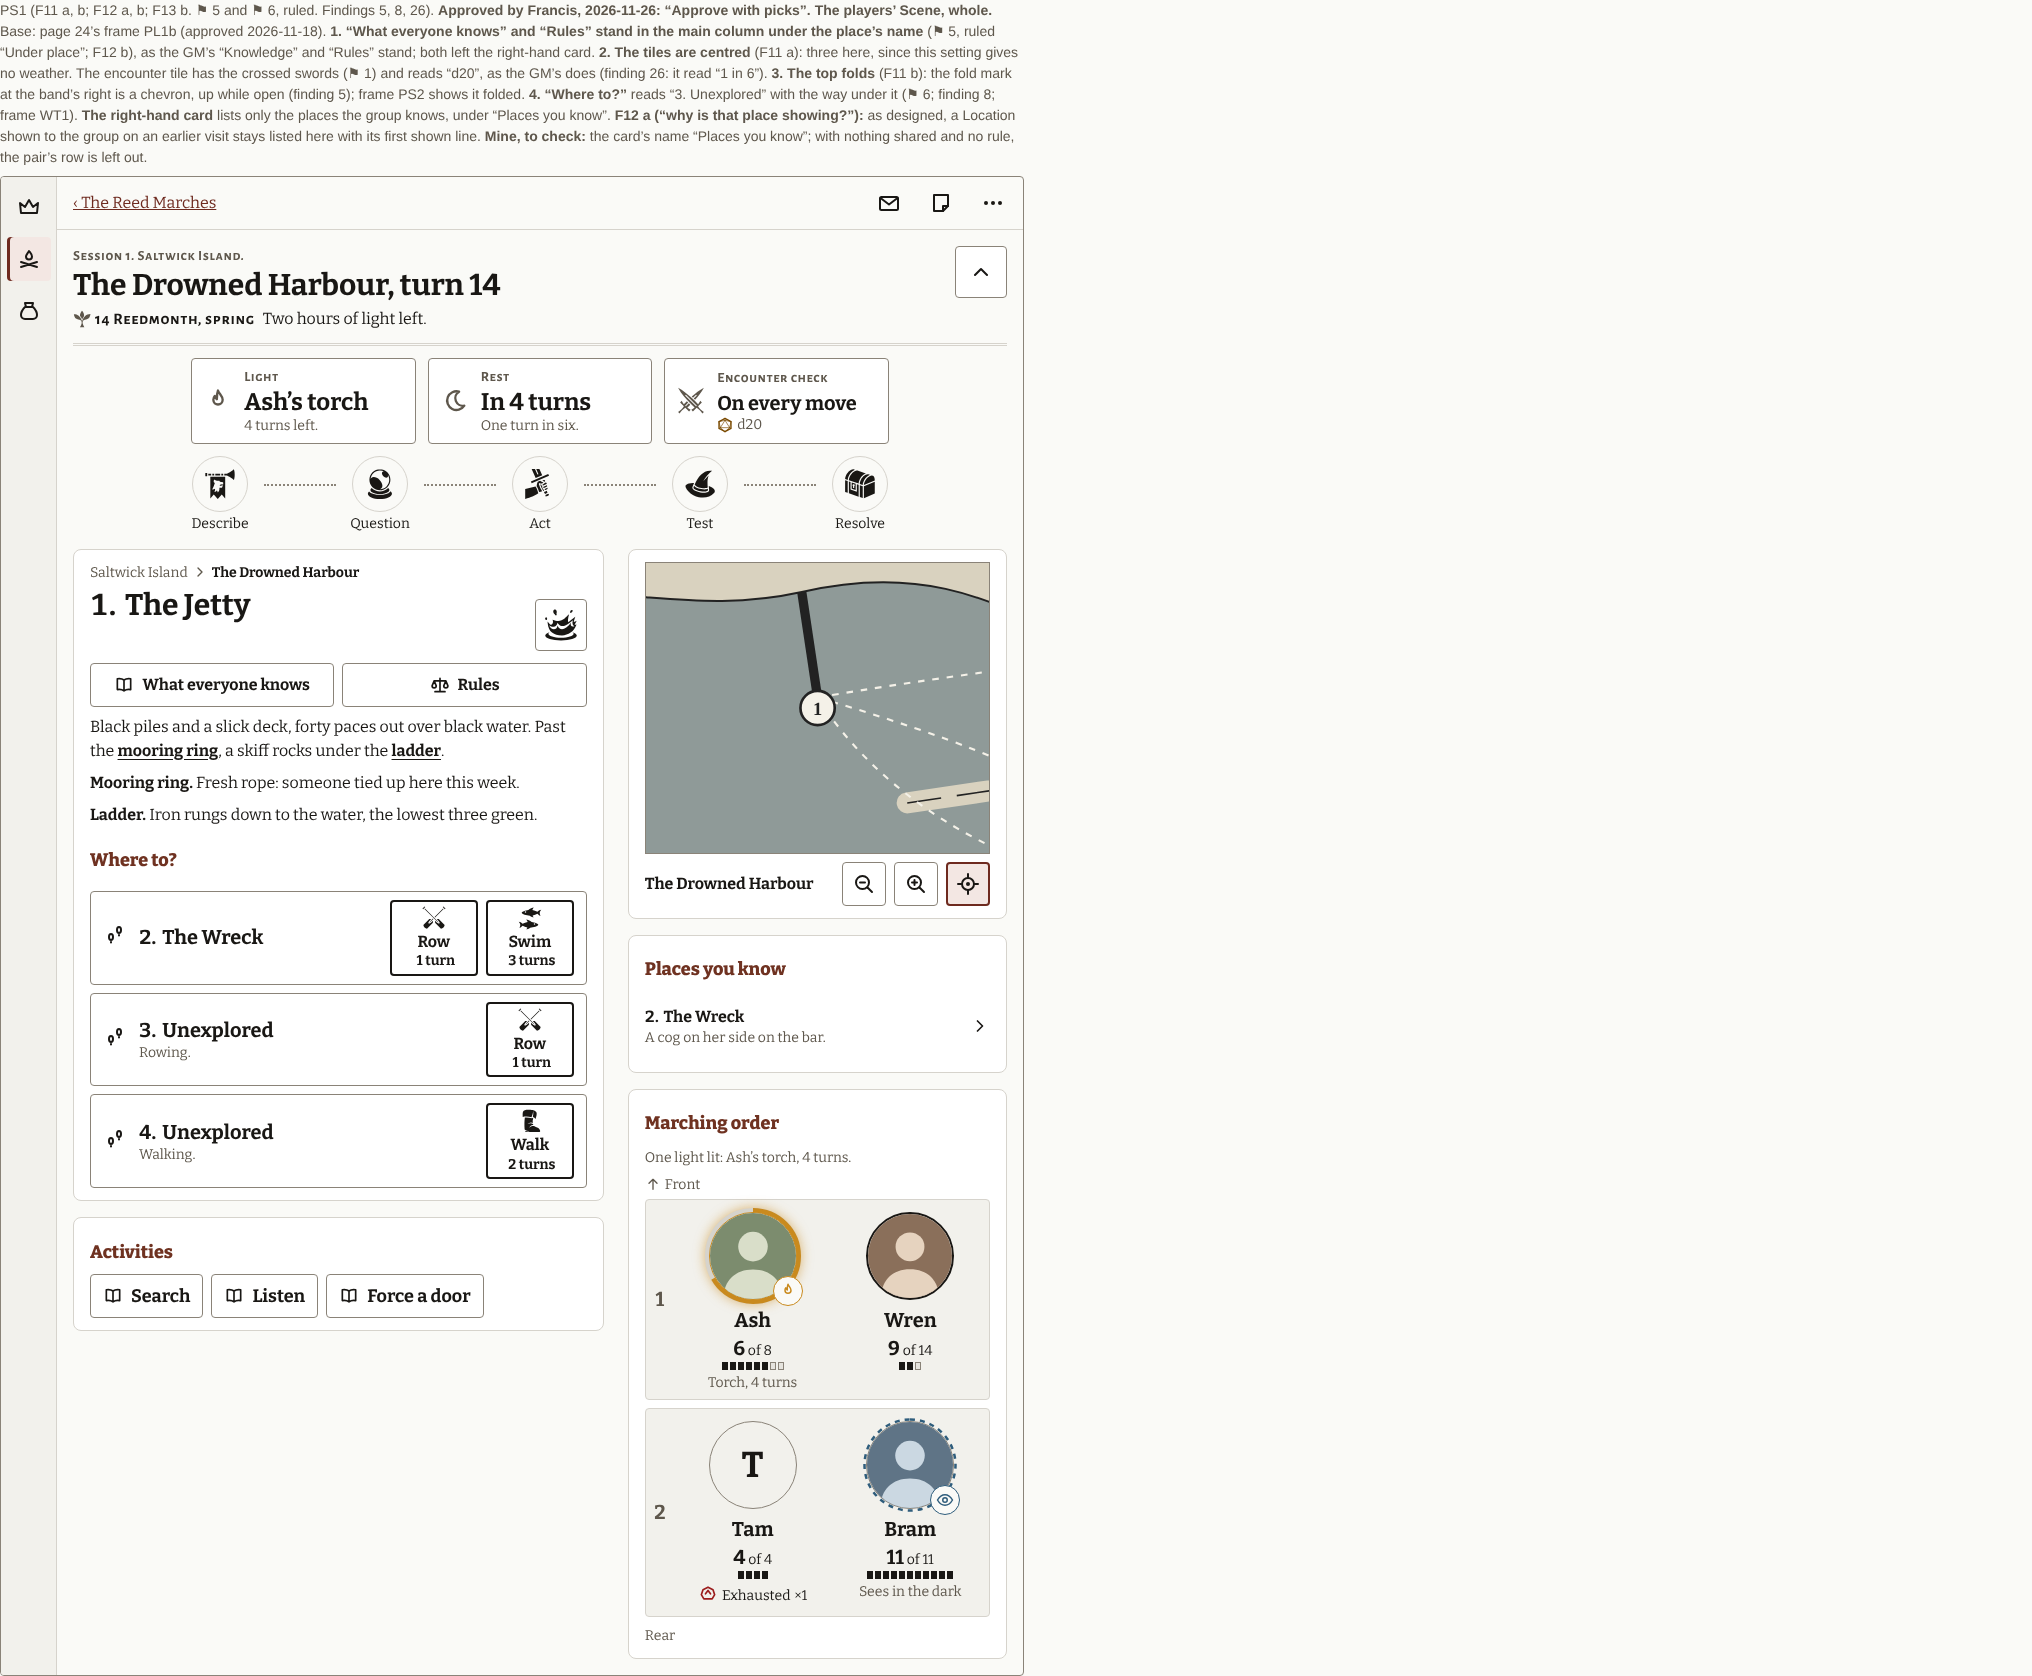 PS1 (F11 a, b; F12 a, b; F13 b. ⚑ 5 and ⚑ 6, ruled. Findings 5, 8, 26). Approved by Francis, 2026-11-26: “Approve with picks”. The players’ Scene, whole.
Base: page 24’s frame PL1b (approved 2026-11-18). 1. “What everyone knows” and “Rules” stand in the main column under the place’s name (⚑ 5, ruled
“Under place”; F12 b), as the GM’s “Knowledge” and “Rules” stand; both left the right-hand card. 2. The tiles are centred (F11 a): three here, since this setting gives
no weather. The encounter tile has the crossed swords (⚑ 1) and reads “d20”, as the GM’s does (finding 26: it read “1 in 6”). 3. The top folds (F11 b): the fold mark
at the band’s right is a chevron, up while open (finding 5); frame PS2 shows it folded. 4. “Where to?” reads “3. Unexplored” with the way under it (⚑ 6; finding 8;
frame WT1). The right-hand card lists only the places the group knows, under “Places you know”. F12 a (“why is that place showing?”): as designed, a Location
shown to the group on an earlier visit stays listed here with its first shown line. Mine, to check: the card’s name “Places you know”; with nothing shared and no rule,
the pair’s row is left out.
‹ The Reed Marches
Session 1. Saltwick Island.
The Drowned Harbour, turn 14
14 Reedmonth, spring Two hours of light left.
Light
Ash’s torch
4 turns left.
Rest
In 4 turns
One turn in six.
Encounter check
On every move
d20
Describe
Question
Act
Test
Resolve
Saltwick Island > The Drowned Harbour
1. The Jetty
What everyone knows
Rules
Black piles and a slick deck, forty paces out over black water. Past
the mooring ring, a skiff rocks under the ladder.
Mooring ring. Fresh rope: someone tied up here this week.
Ladder. Iron rungs down to the water, the lowest three green.
Where to?
2. The Wreck
Row
1 turn
Swim
3 turns
3. Unexplored
Rowing.
Row
1 turn
4. Unexplored
Walking.
Walk
2 turns
Activities
Search
Listen
Force a door
1
The Drowned Harbour
Places you know
2. The Wreck
A cog on her side on the bar.
Marching order
One light lit: Ash’s torch, 4 turns.
Front
1
Ash
6 of 8
Torch, 4 turns
Wren
9 of 14
2
T
Tam
4 of 4
Exhausted ×1
Bram
11 of 11
Sees in the dark
Rear